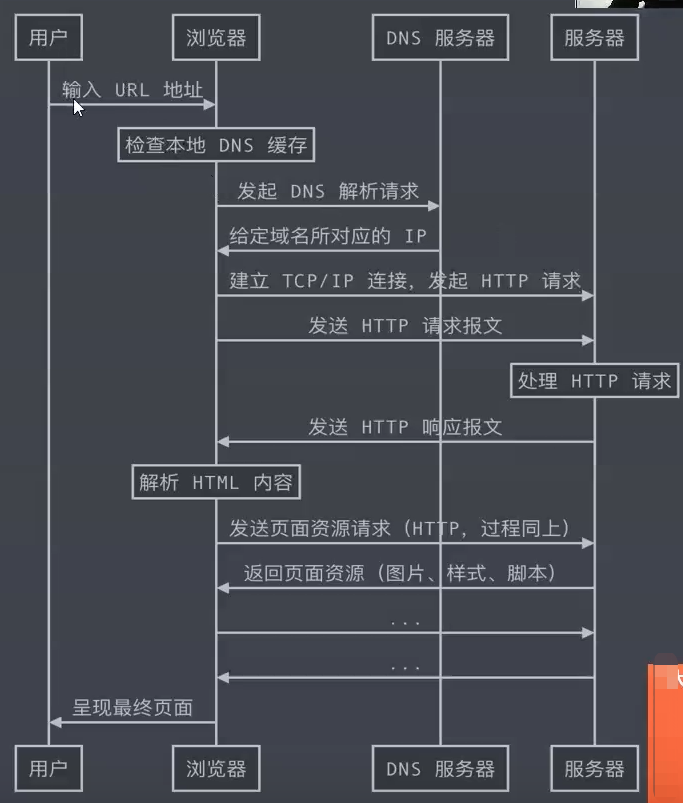 用户 浏览器 DNS 服务器 服务器
输入 URL 地址
检查本地 DNS 缓存
发起 DNS 解析请求
给定域名所对应的 IP
建立 TCP/IP 连接，发起 HTTP 请求
发送 HTTP 请求报文
处理 HTTP 请求
发送 HTTP 响应报文
解析 HTML 内容
发送页面资源请求（HTTP，过程同上）
返回页面资源（图片、样式、脚本）
...
...
呈现最终页面
用户 浏览器 DNS 服务器 服务器